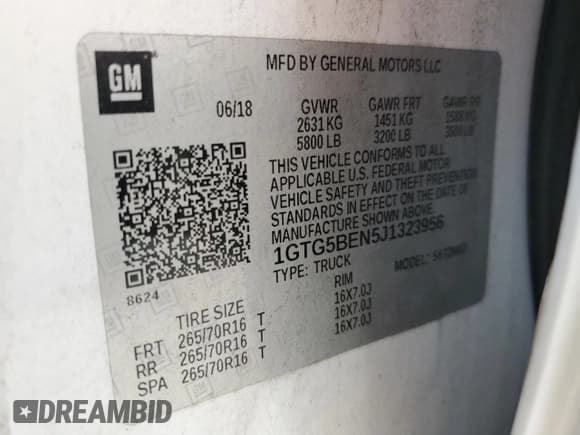 GM
MFD BY GENERAL MOTORS LLC
06/18 GVWR GAWR FRT GAWR
2631 KG 1451 KG
5800 LB 3200 LB
THIS VEHICLE CONFORMS TO ALL
APPLICABLE U.S. FEDERAL MOTOR
VEHICLE SAFETY AND THEFT PREVENTION
STANDARDS IN EFFECT ON THE DATE OF
MANUFACTURE SHOWN ABOVE.
1GTG5BEN5J1323956
TYPE: TRUCK MODEL:
8624
TIRE SIZE RIM
FRT 265/70R16 T 16X7.0J
RR 265/70R16 T 16X7.0J
SPA 265/70R16 T 16X7.0J
DREAMBID